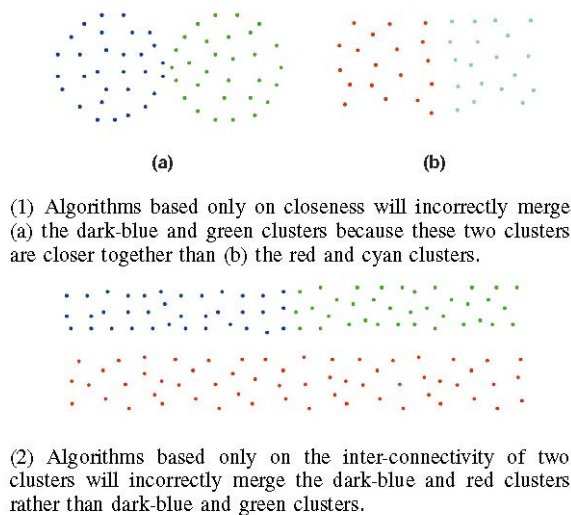 (a) (b)
(1) Algorithms based only on closeness will incorrectly merge
(a) the dark-blue and green clusters because these two clusters
are closer together than (b) the red and cyan clusters.
(2) Algorithms based only on the inter-connectivity of two
clusters will incorrectly merge the dark-blue and red clusters
rather than dark-blue and green clusters.